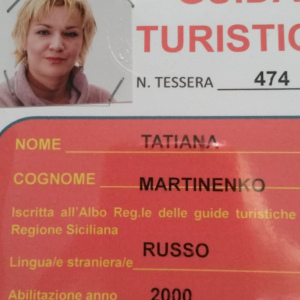 GUIDA
TURISTIC
N. TESSERA 474
NOME TATIANA
COGNOME MARTINENKO
Iscritta all'Albo Reg.le delle guide turistiche
Regione Siciliana
Lingua/e straniera/e RUSSO
Abilitazione anno 2000